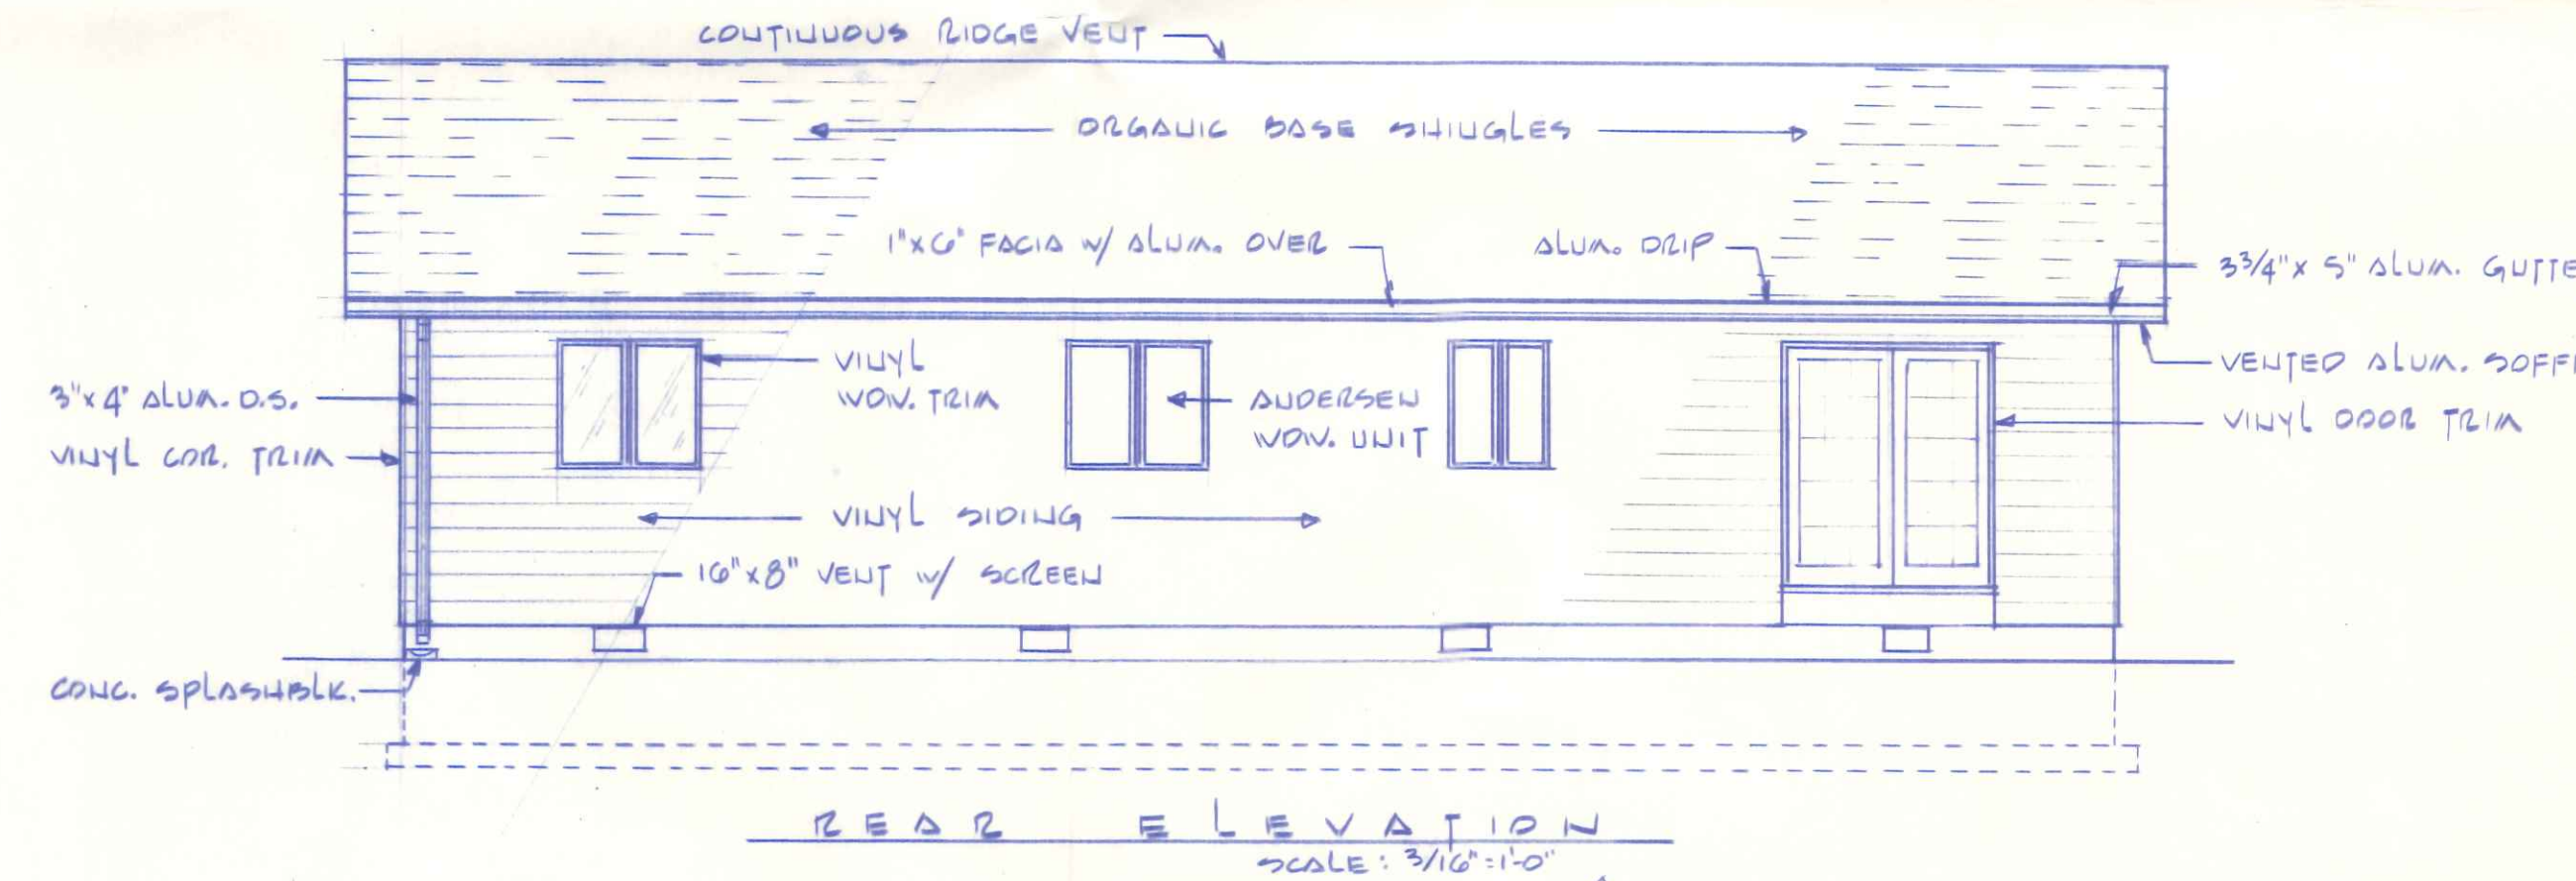 CONTINUOUS RIDGE VENT
ORGANIC BASE SHINGLES
1"x6" FACIA w/ ALUM. OVER
ALUM. DRIP
3 3/4" x 5" ALUM. GUTTE
VINYL
WDW. TRIM
ANDERSEN
WDW. UNIT
VENTED ALUM. SOFFI
VINYL DOOR TRIM
3"x4" ALUM. D.S.
VINYL COR. TRIM
VINYL SIDING
16"x8" VENT w/ SCREEN
CONC. SPLASHBLK.
REAR ELEVATION
SCALE: 3/16"=1'-0"